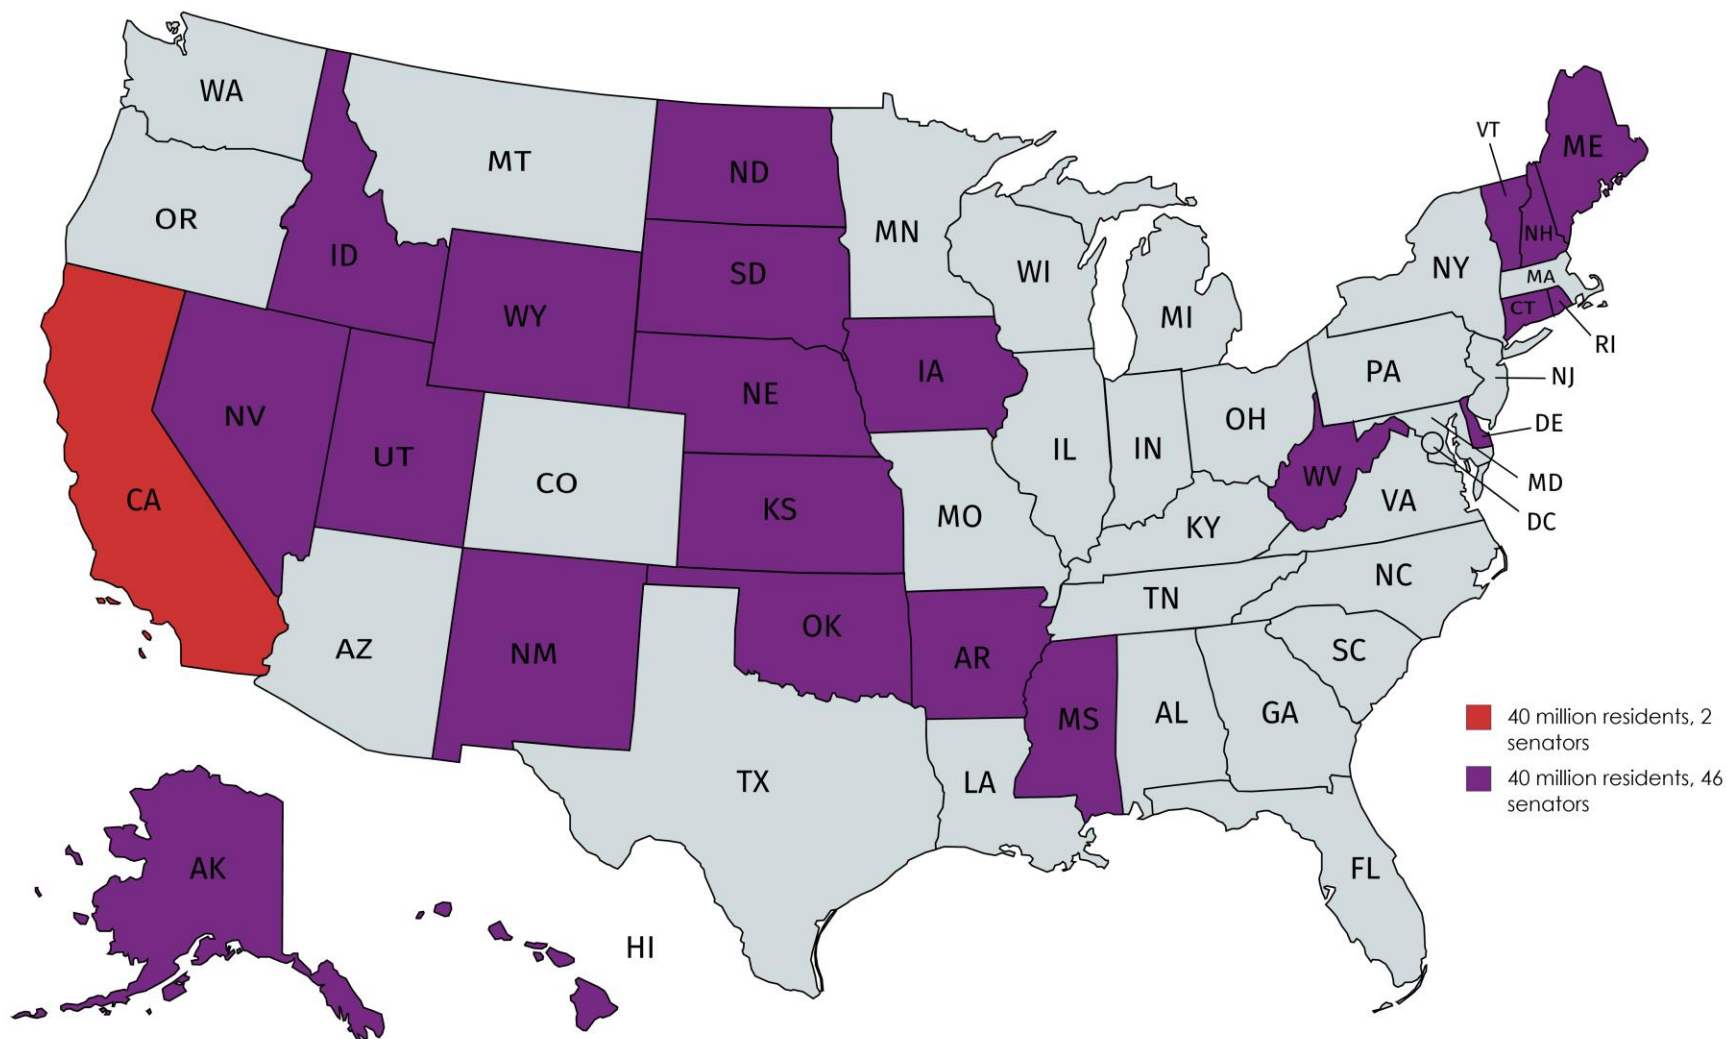 WA
MT
ND
MN
VT
ME
OR
ID
SD
WI
NH
NY
MA
WY
MI
CT
RI
NV
NE
IA
PA
NJ
UT
OH
DE
CA
CO
KS
MO
IL
IN
WV
MD
VA
DC
KY
AZ
NM
OK
AR
TN
NC
SC
MS
AL
GA
TX
LA
FL
AK
HI
40 million residents, 2
senators
40 million residents, 46
senators